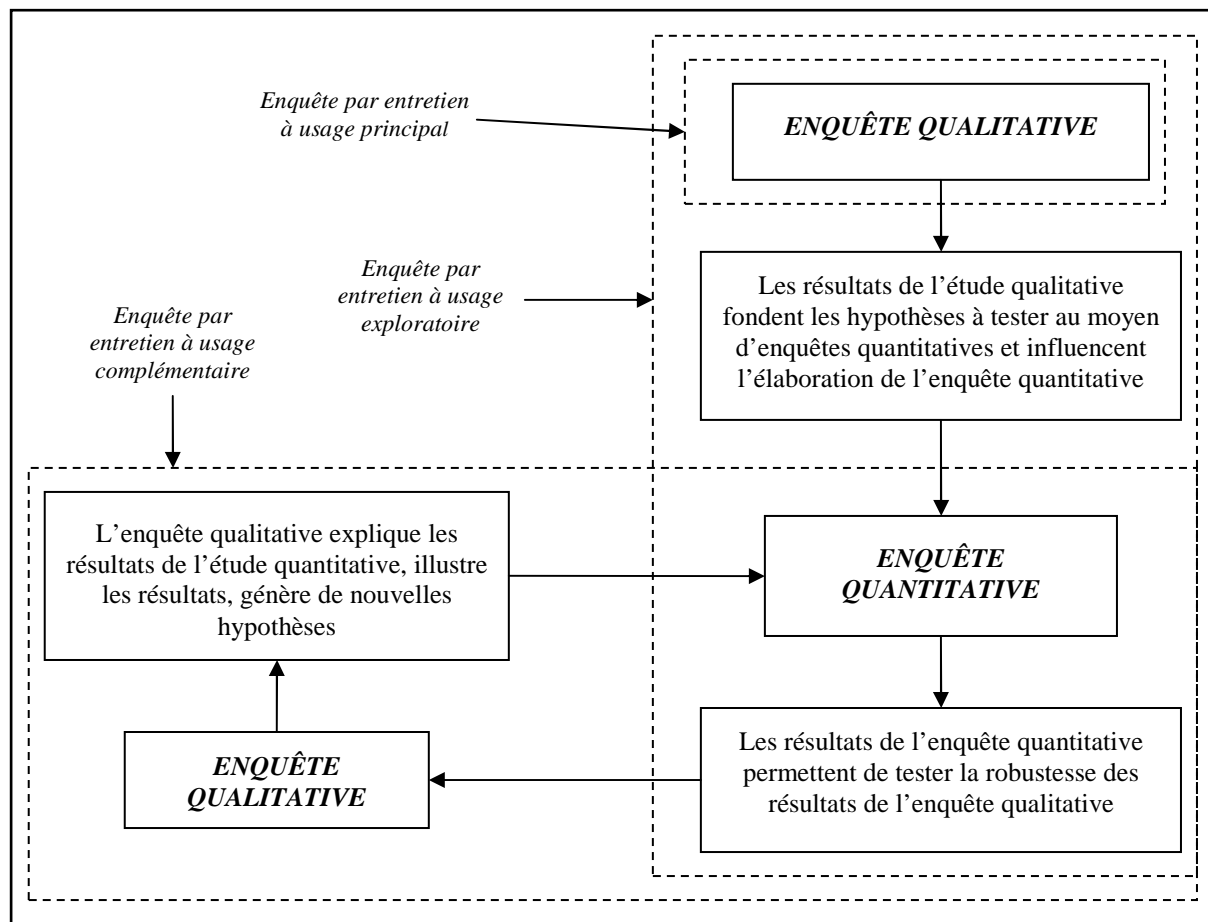 Enquête par entretien
à usage principal
ENQUÊTE QUALITATIVE
Enquête par
entretien à usage
exploratoire
Les résultats de l’étude qualitative
fondent les hypothèses à tester au moyen
d’enquêtes quantitatives et influencent
l’élaboration de l’enquête quantitative
Enquête par
entretien à usage
complémentaire
L’enquête qualitative explique les
résultats de l’étude quantitative, illustre
les résultats, génère de nouvelles
hypothèses
ENQUÊTE
QUANTITATIVE
ENQUÊTE
QUALITATIVE
Les résultats de l’enquête quantitative
permettent de tester la robustesse des
résultats de l’enquête qualitative